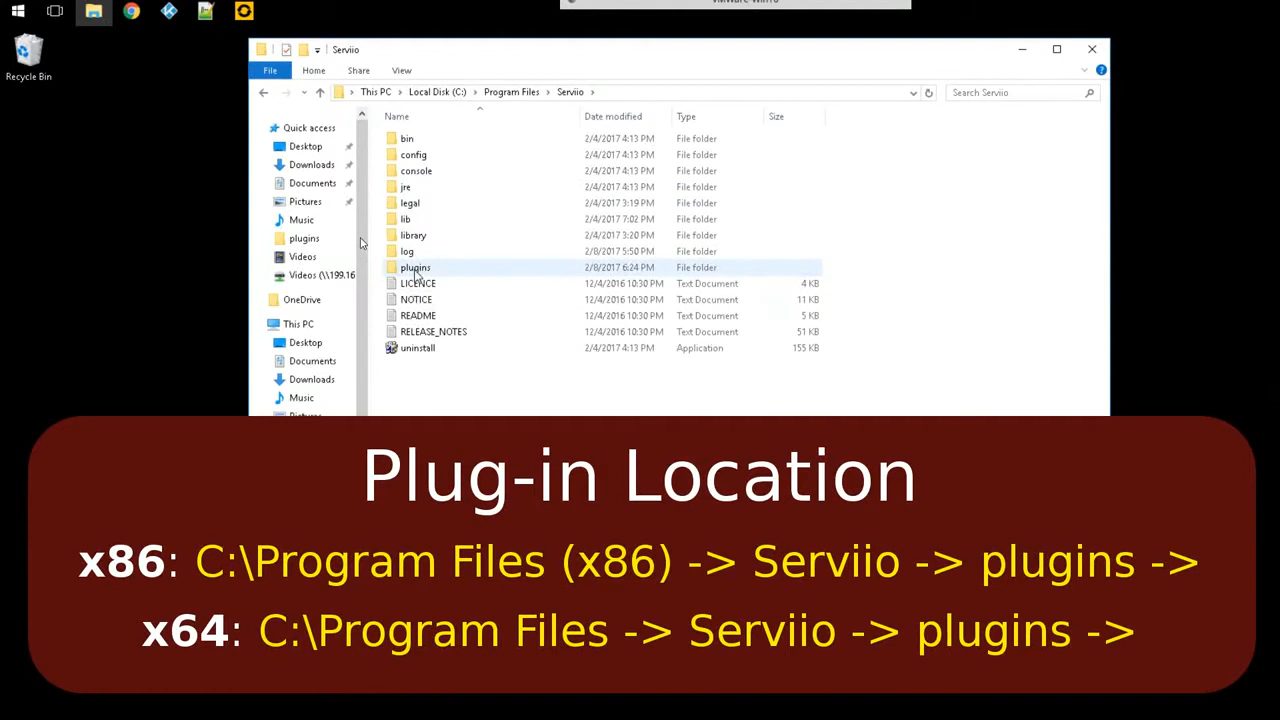 VMware-Win10
Recycle Bin
Serviio
File Home Share View
This PC Local Disk (C:) Program Files Serviio
Search Serviio
Name Date modified Type Size
Quick access
Desktop
Downloads
Documents
Pictures
Music
plugins
Videos
Videos (\\199.16
OneDrive
This PC
Desktop
Documents
Downloads
Music
Pictures
bin 2/4/2017 4:13 PM File folder
config 2/4/2017 4:13 PM File folder
console 2/4/2017 4:13 PM File folder
jre 2/4/2017 4:13 PM File folder
legal 2/4/2017 3:19 PM File folder
lib 2/4/2017 7:02 PM File folder
library 2/4/2017 3:20 PM File folder
log 2/8/2017 5:50 PM File folder
plugins 2/8/2017 6:24 PM File folder
LICENCE 12/4/2016 10:30 PM Text Document 4 KB
NOTICE 12/4/2016 10:30 PM Text Document 11 KB
README 12/4/2016 10:30 PM Text Document 5 KB
RELEASE_NOTES 12/4/2016 10:30 PM Text Document 51 KB
uninstall 2/4/2017 4:13 PM Application 155 KB
Plug-in Location
x86: C:\Program Files (x86) -> Serviio -> plugins ->
x64: C:\Program Files -> Serviio -> plugins ->